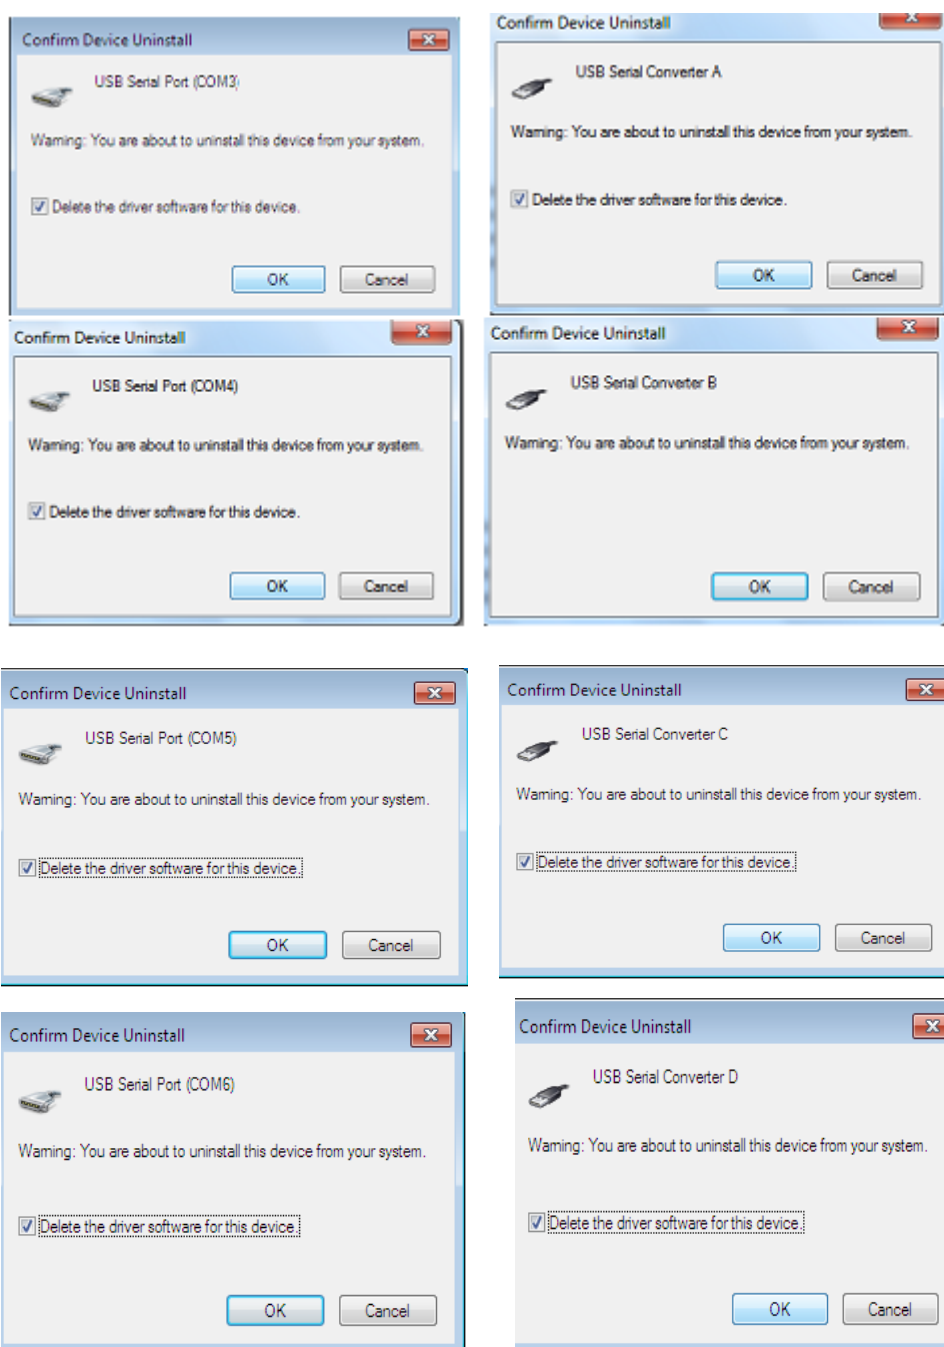 Confirm Device Uninstall
USB Serial Port (COM3)
Warning: You are about to uninstall this device from your system.
Delete the driver software for this device.
OK Cancel
Confirm Device Uninstall
USB Serial Converter A
Warning: You are about to uninstall this device from your system.
Delete the driver software for this device.
OK Cancel
Confirm Device Uninstall
USB Serial Port (COM4)
Warning: You are about to uninstall this device from your system.
Delete the driver software for this device.
OK Cancel
Confirm Device Uninstall
USB Serial Converter B
Warning: You are about to uninstall this device from your system.
OK Cancel
Confirm Device Uninstall
USB Serial Port (COM5)
Warning: You are about to uninstall this device from your system.
Delete the driver software for this device.
OK Cancel
Confirm Device Uninstall
USB Serial Converter C
Warning: You are about to uninstall this device from your system.
Delete the driver software for this device.
OK Cancel
Confirm Device Uninstall
USB Serial Port (COM6)
Warning: You are about to uninstall this device from your system.
Delete the driver software for this device.
OK Cancel
Confirm Device Uninstall
USB Serial Converter D
Warning: You are about to uninstall this device from your system.
Delete the driver software for this device.
OK Cancel